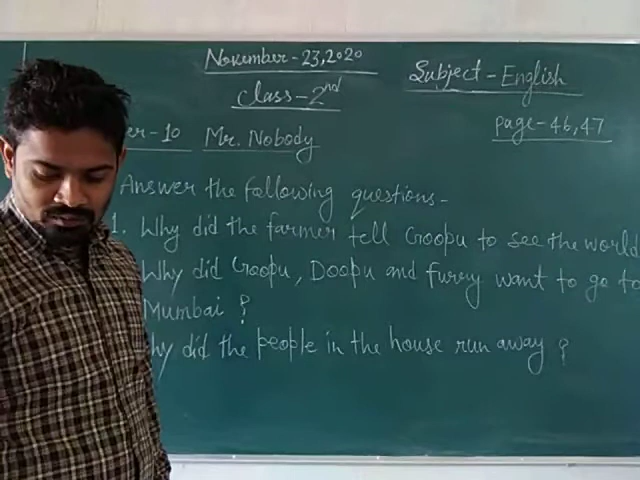 November-23,2020
Subject-English
Class-2nd
page-46,47
er-10 Mr. Nobody
Answer the following questions-
1. Why did the farmer tell Goopu to see the world
Why did Goopu, Doopu and Furry want to go to
Mumbai ?
hy did the people in the house run away ?